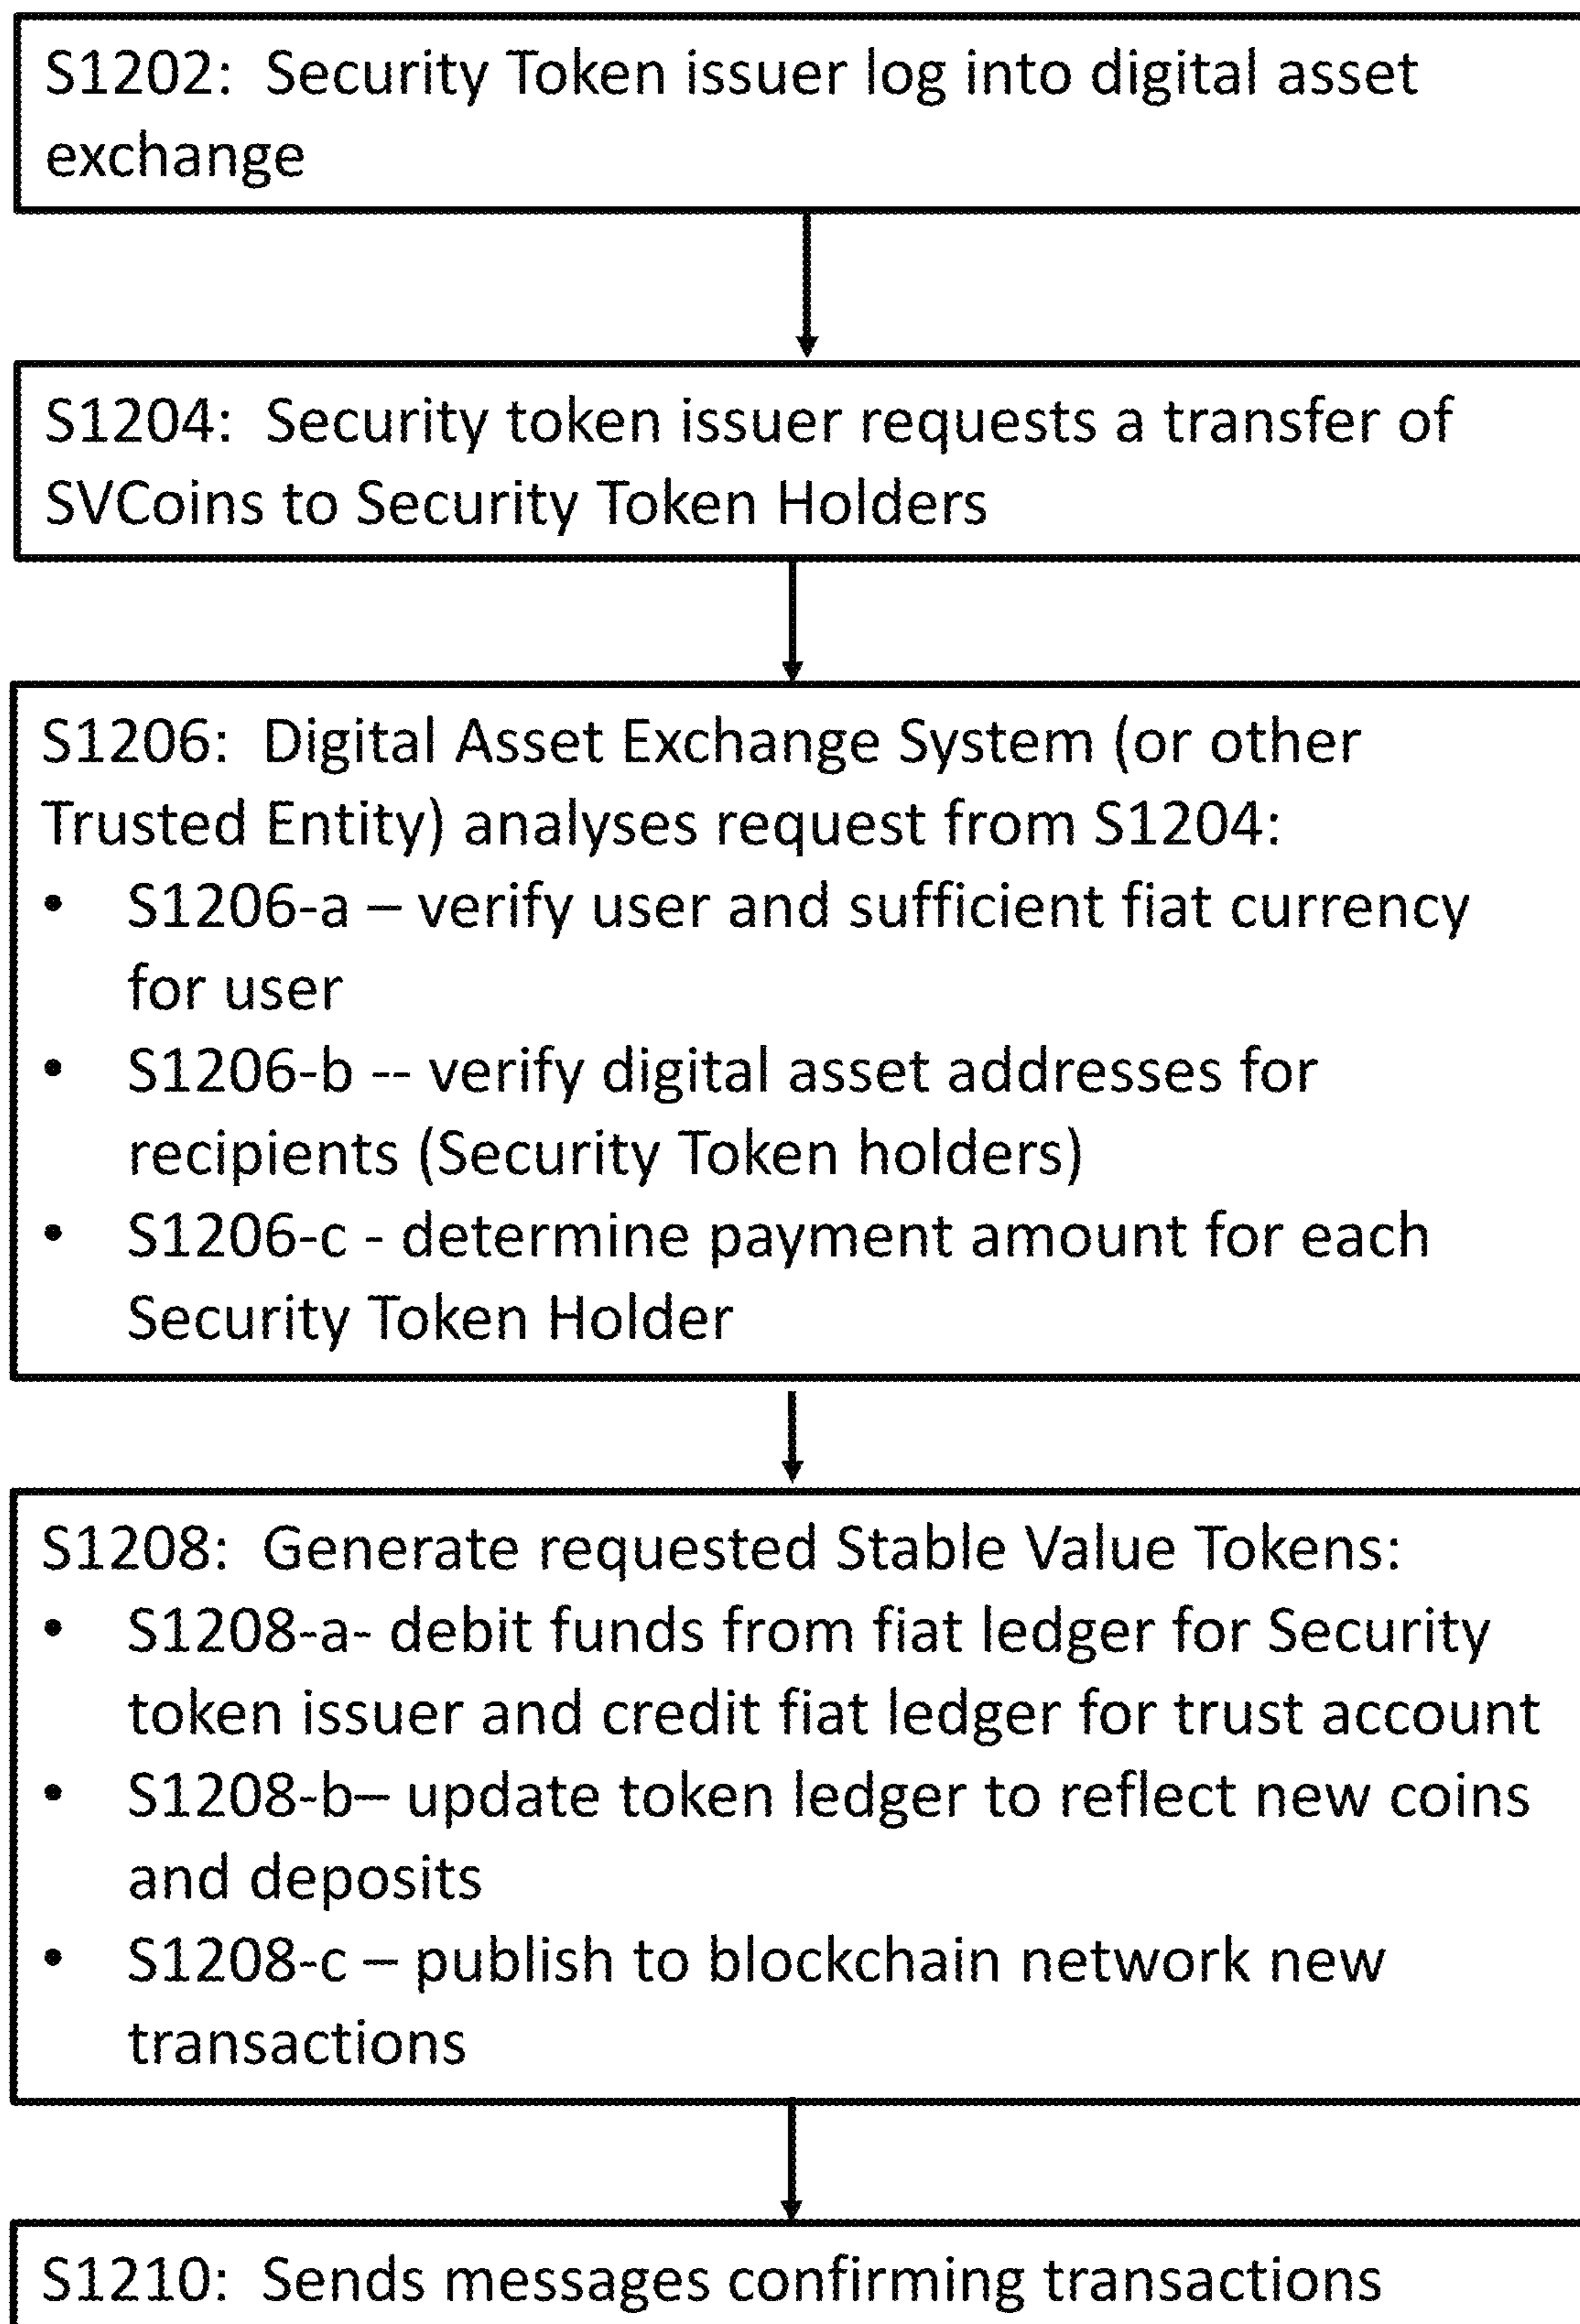 S1202:  Security Token issuer log into digital asset
exchange
S1204:  Security token issuer requests a transfer of
SVCoins to Security Token Holders
S1206:  Digital Asset Exchange System (or other
Trusted Entity) analyses request from S1204:
• S1206-a – verify user and sufficient fiat currency
for user
• S1206-b -- verify digital asset addresses for
recipients (Security Token holders)
• S1206-c - determine payment amount for each
Security Token Holder
S1208:  Generate requested Stable Value Tokens:
• S1208-a- debit funds from fiat ledger for Security
token issuer and credit fiat ledger for trust account
• S1208-b– update token ledger to reflect new coins
and deposits
• S1208-c – publish to blockchain network new
transactions
S1210:  Sends messages confirming transactions